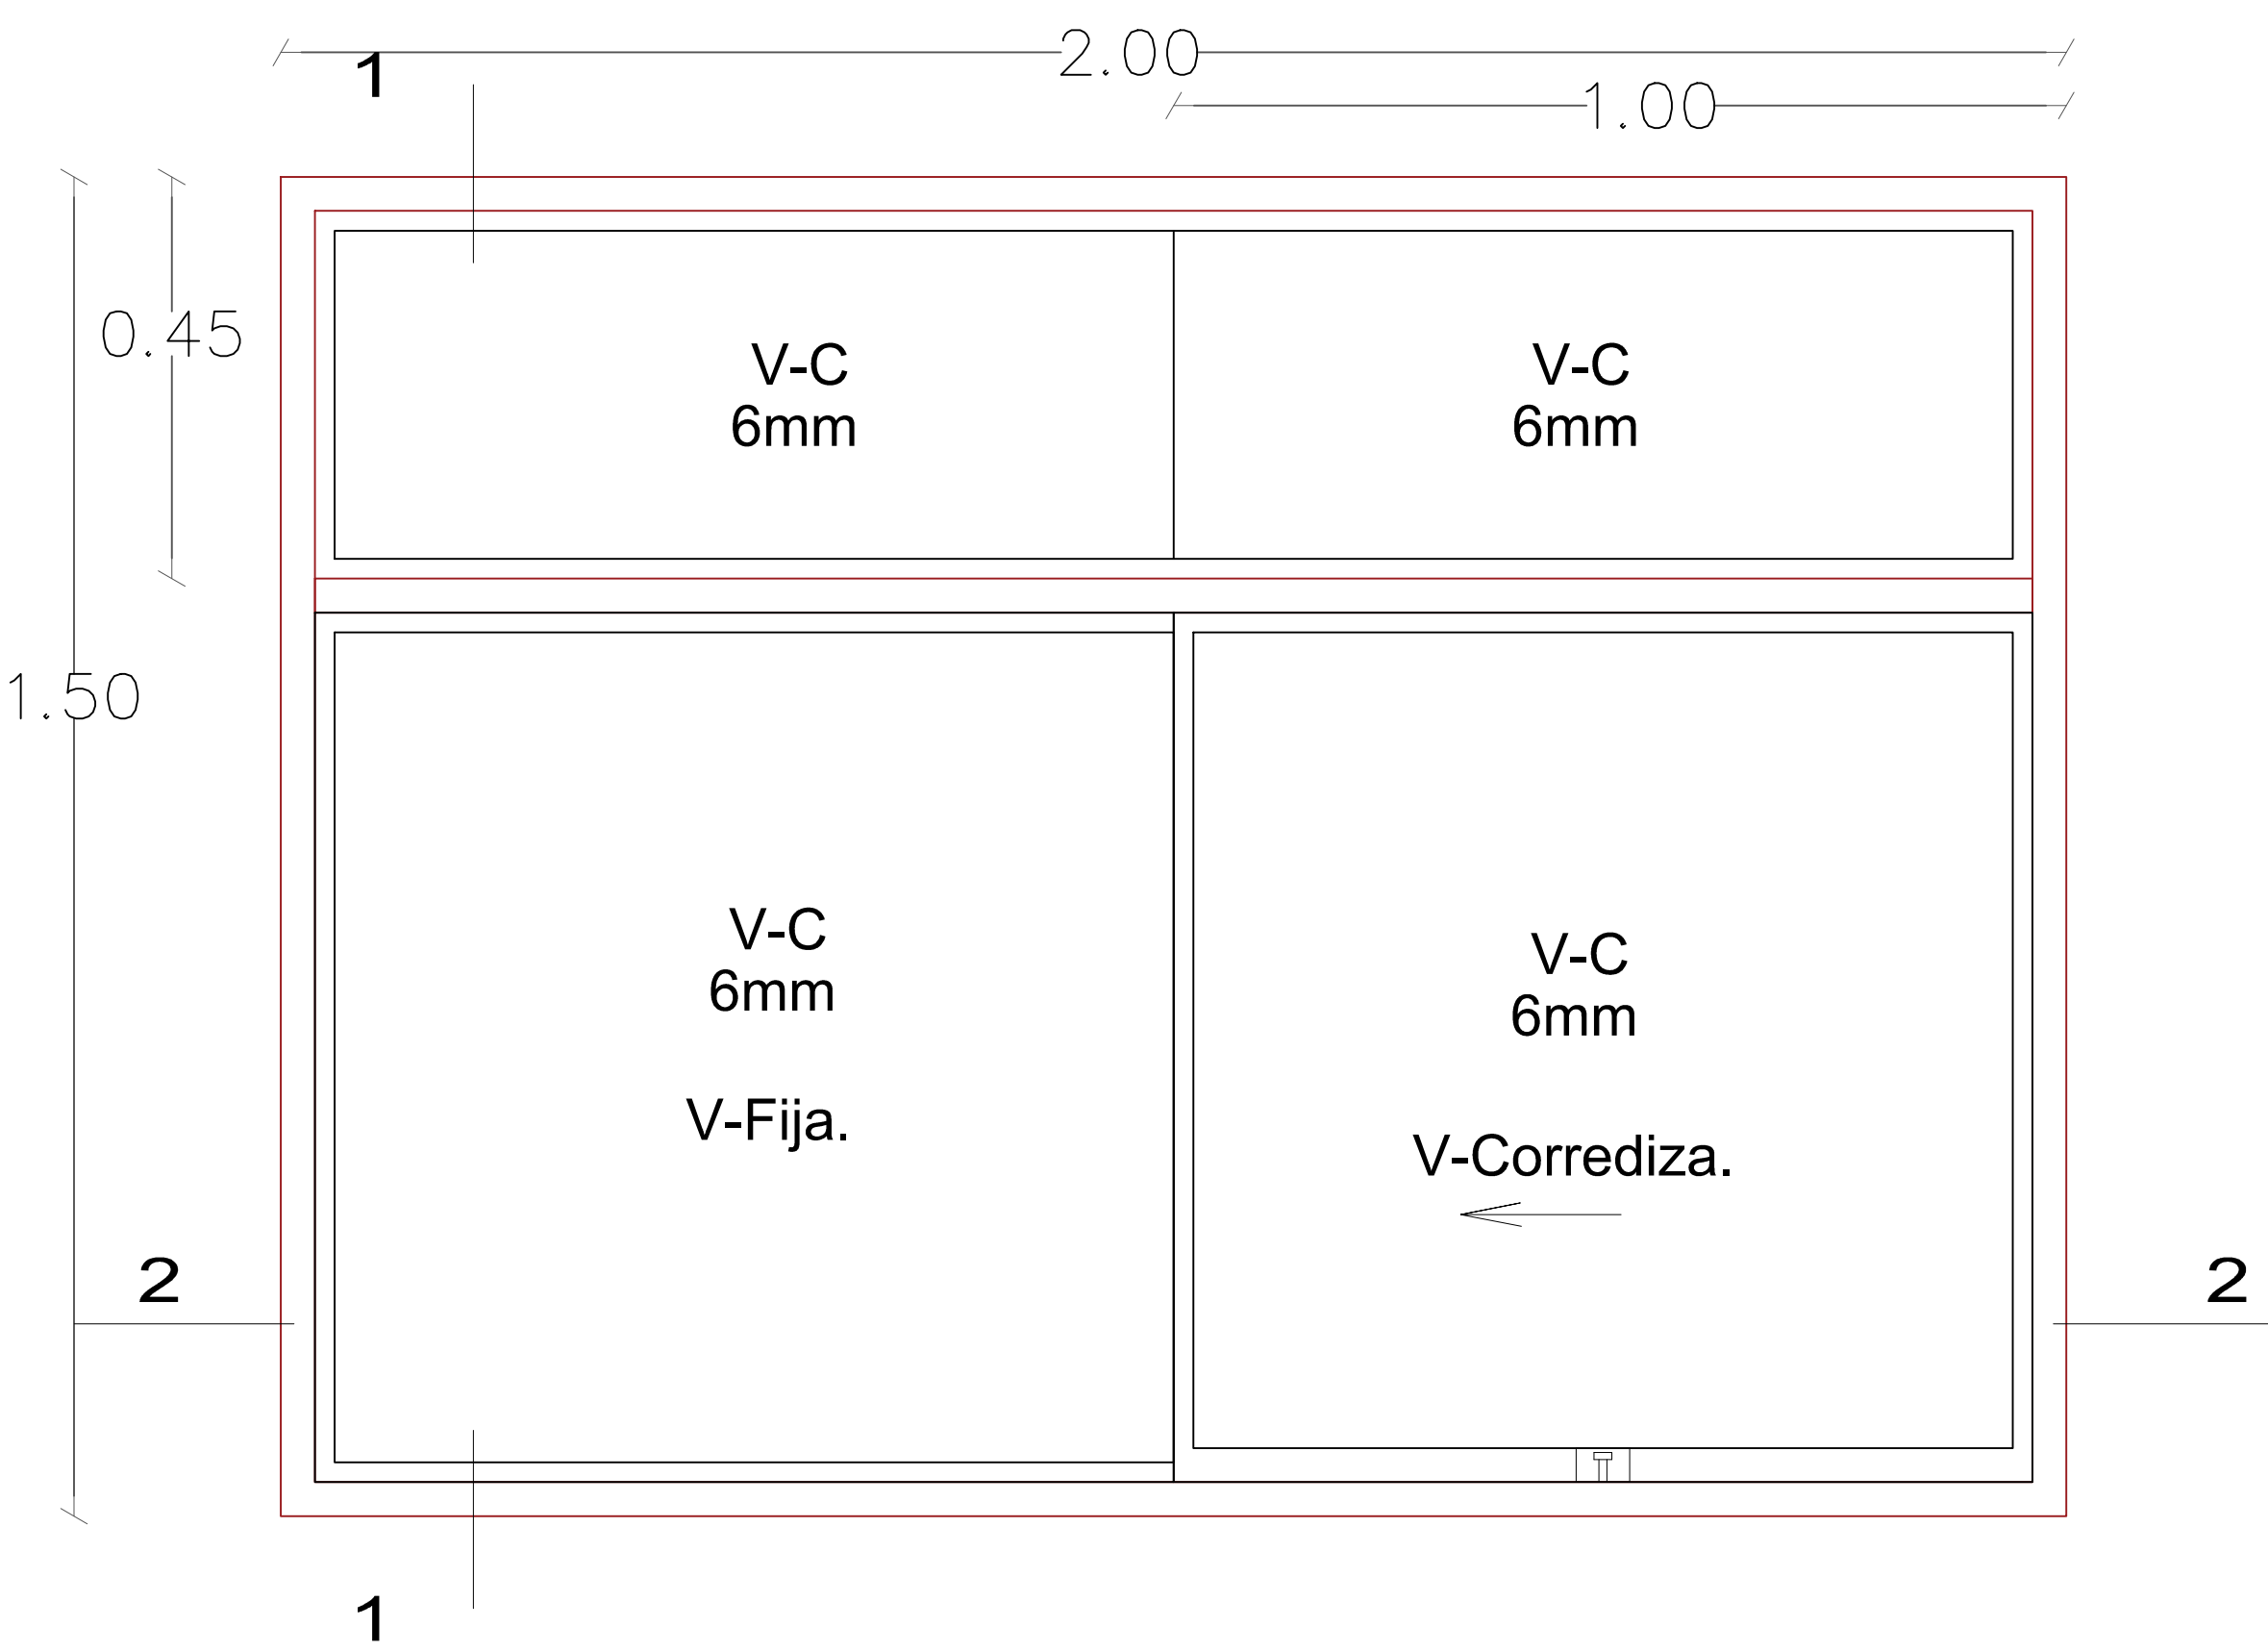 2.00
1
1.00
0.45
V-C
6mm
V-C
6mm
1.50
V-C
6mm
V-Fija.
V-C
6mm
V-Corrediza.
2
2
1